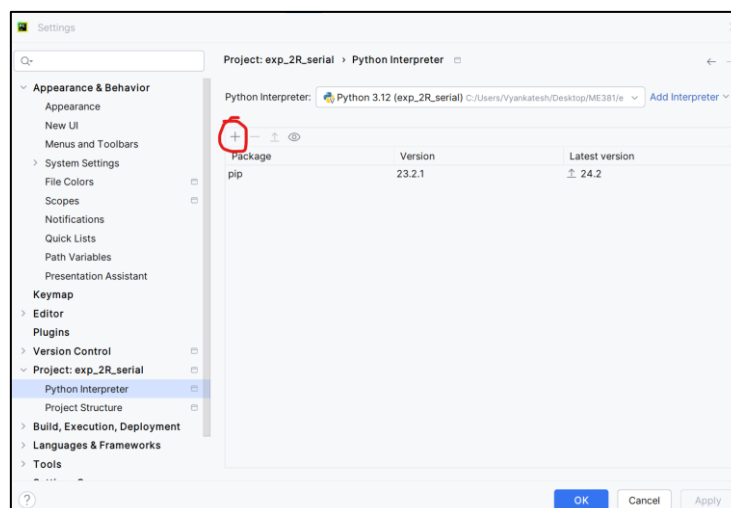 Settings
Project: exp_2R_serial › Python Interpreter
Appearance & Behavior
Appearance
New UI
Menus and Toolbars
System Settings
File Colors
Scopes
Notifications
Quick Lists
Path Variables
Presentation Assistant
Keymap
Editor
Plugins
Version Control
Project: exp_2R_serial
Python Interpreter
Project Structure
Build, Execution, Deployment
Languages & Frameworks
Tools
Python Interpreter: Python 3.12 (exp_2R_serial) C:/Users/Vyankatesh/Desktop/ME381/e Add Interpreter
Package Version Latest version
pip 23.2.1 24.2
? OK Cancel Apply